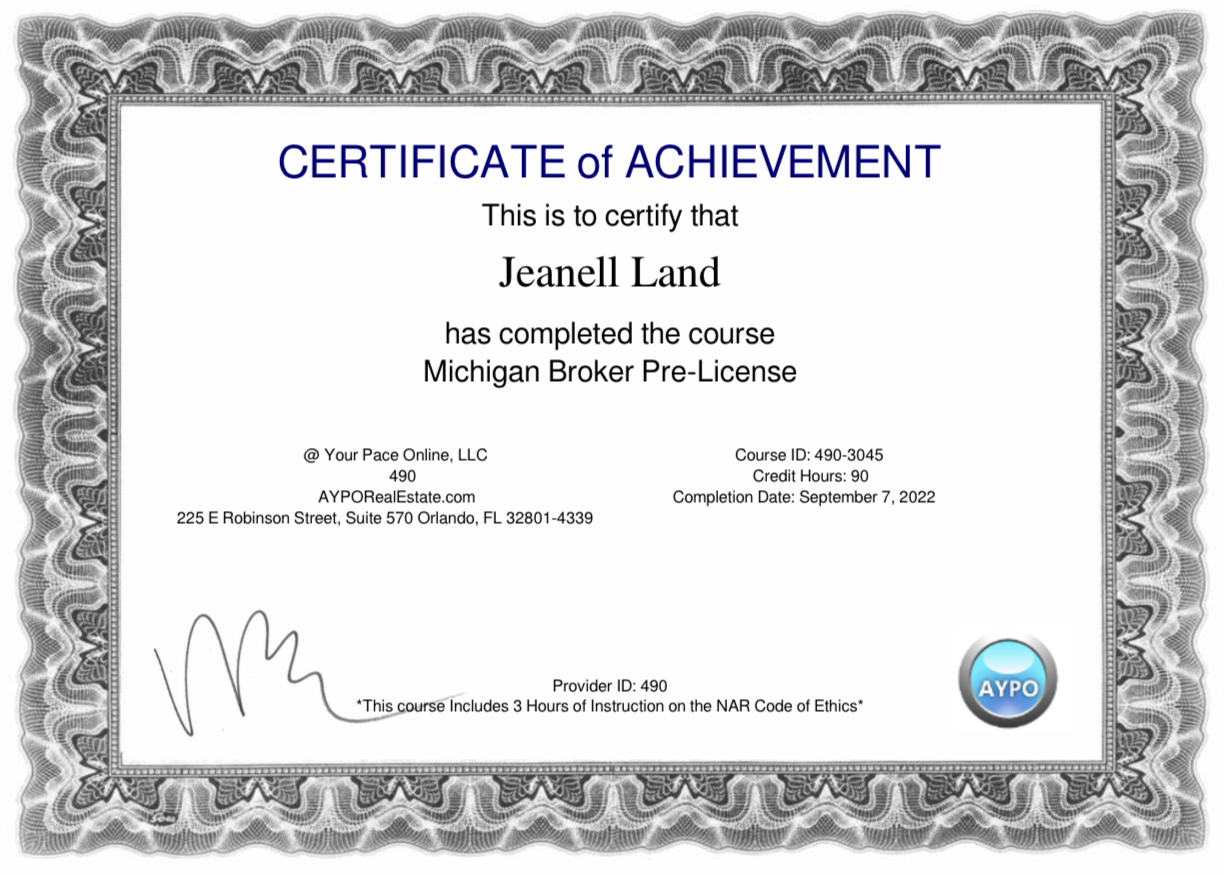 CERTIFICATE of ACHIEVEMENT
This is to certify that
Jeanell Land
has completed the course
Michigan Broker Pre-License
@ Your Pace Online, LLC
490
AYPORealEstate.com
225 E Robinson Street, Suite 570 Orlando, FL 32801-4339
Course ID: 490-3045
Credit Hours: 90
Completion Date: September 7, 2022
Provider ID: 490
*This course Includes 3 Hours of Instruction on the NAR Code of Ethics*
AYPO